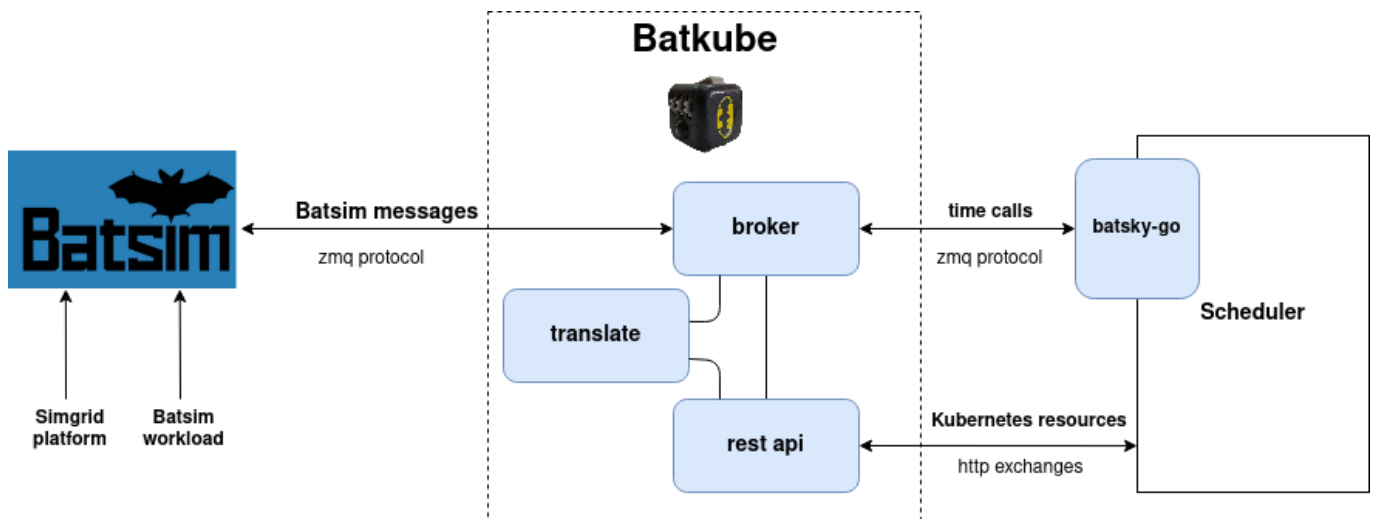 Batkube
Batsim
Batsim messages
zmq protocol
broker
time calls
zmq protocol
batsky-go
Scheduler
translate
rest api
Kubernetes resources
http exchanges
Simgrid
platform
Batsim
workload